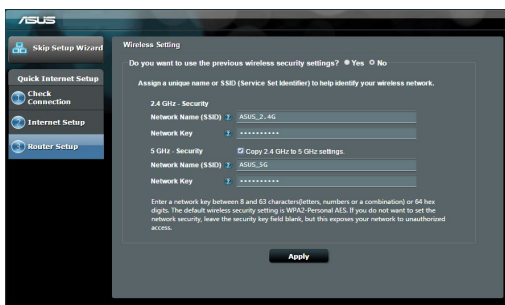 ASUS
Skip Setup Wizard
Quick Internet Setup
1 Check Connection
2 Internet Setup
3 Router Setup
Wireless Setting
Do you want to use the previous wireless security settings? Yes No
Assign a unique name or SSID (Service Set Identifier) to help identify your wireless network.
2.4 GHz - Security
Network Name (SSID) ASUS_2.4G
Network Key ··········
5 GHz - Security Copy 2.4 GHz to 5 GHz settings.
Network Name (SSID) ASUS_5G
Network Key ··········
Enter a network key between 8 and 63 characters(letters, numbers or a combination) or 64 hex
digits. The default wireless security setting is WPA2-Personal AES. If you do not want to set the
network security, leave the security key field blank, but this exposes your network to unauthorized
access.
Apply